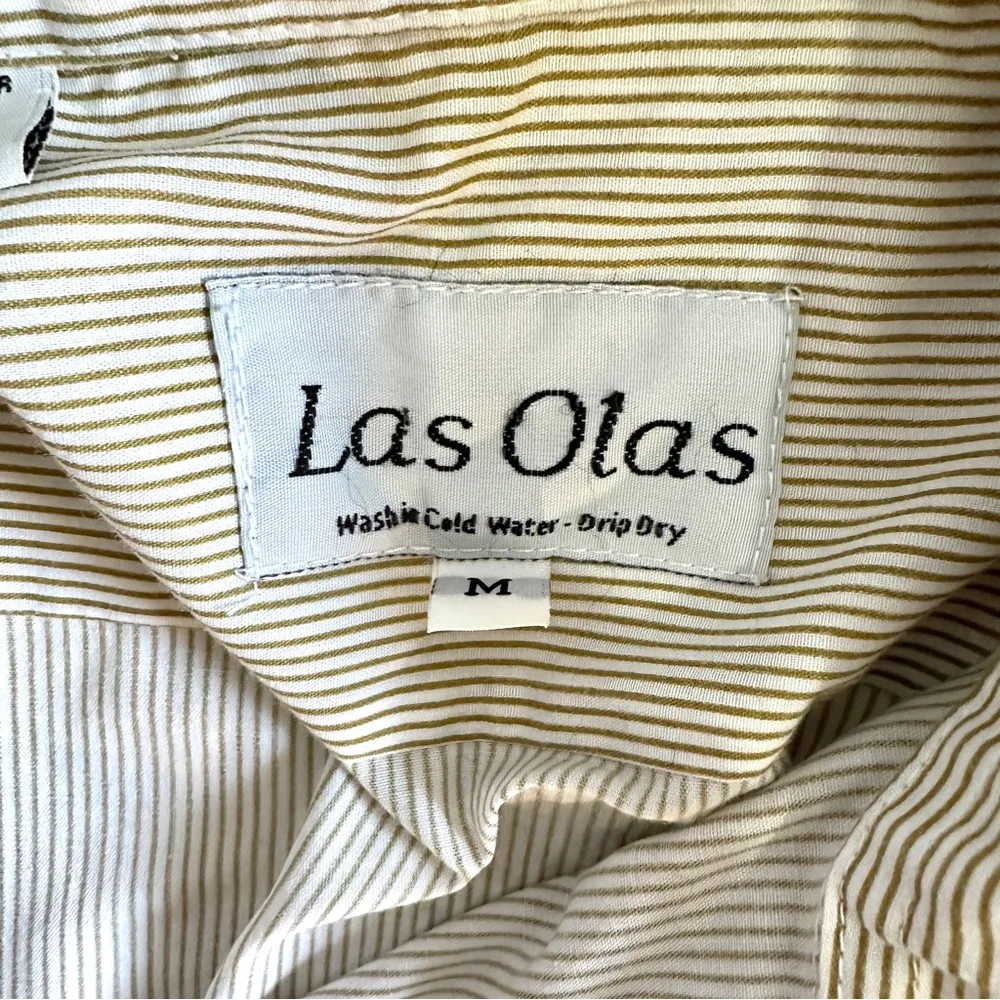 Las Olas
Wash in Cold Water - Drip Dry
M